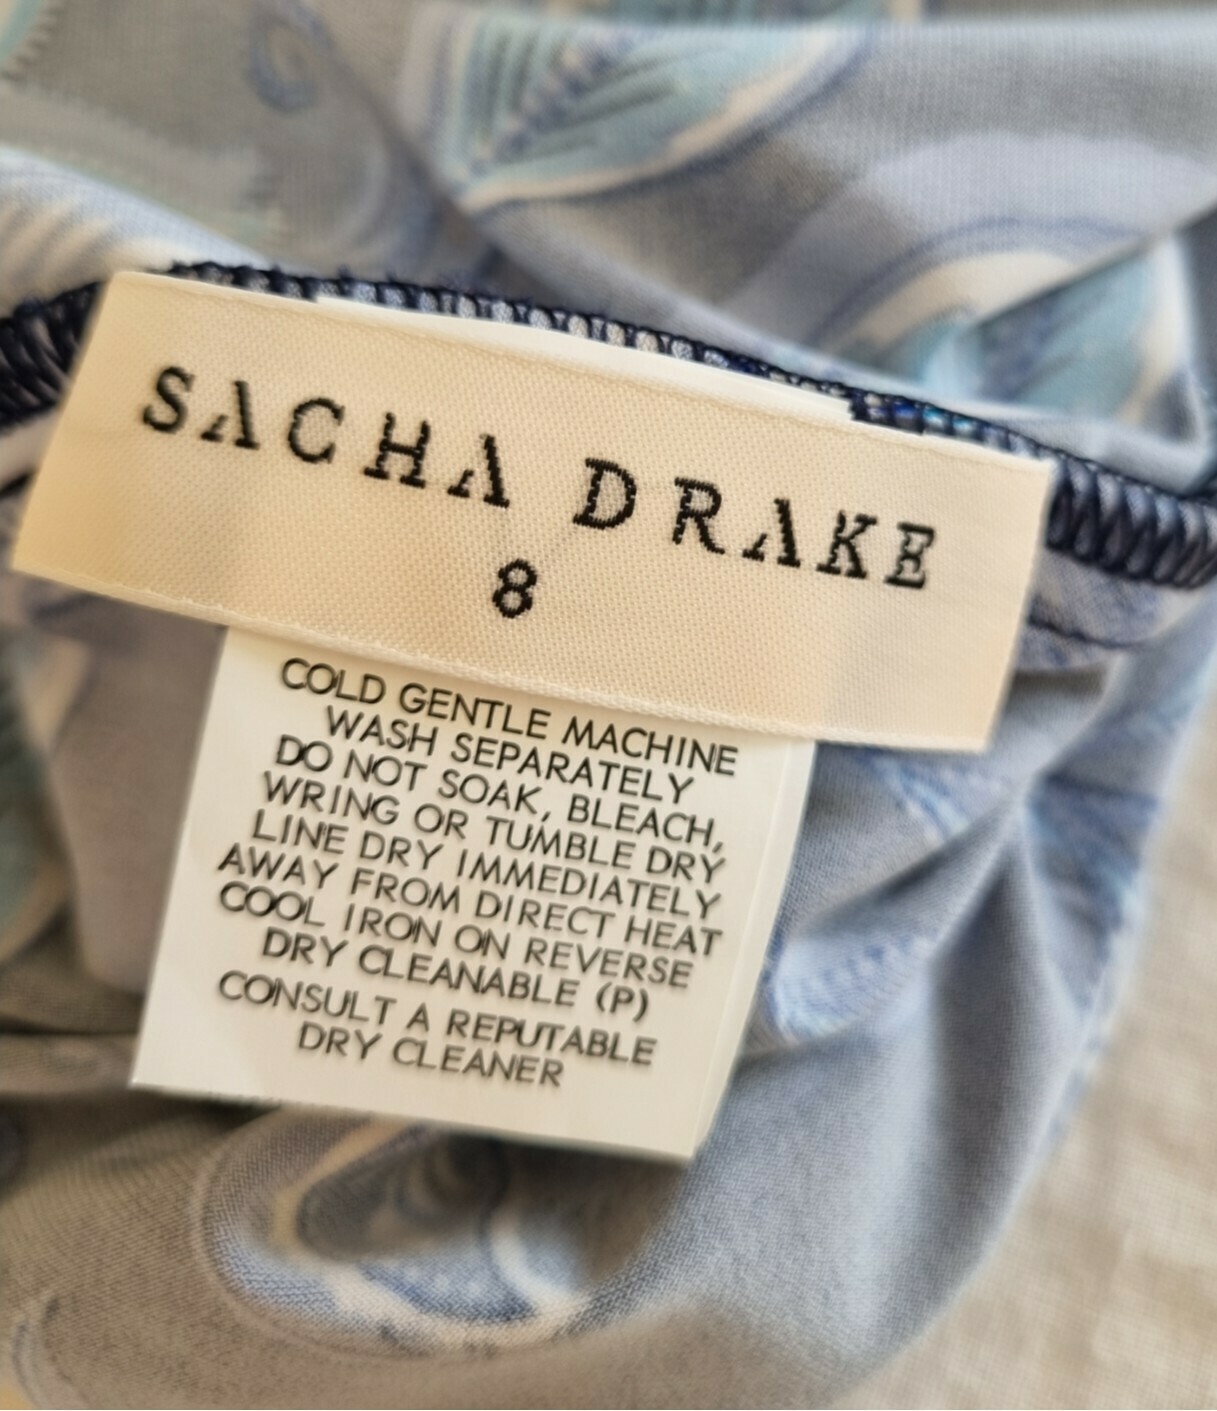 SACHA DRAKE
8
COLD GENTLE MACHINE
WASH SEPARATELY
DO NOT SOAK, BLEACH,
WRING OR TUMBLE DRY
LINE DRY IMMEDIATELY
AWAY FROM DIRECT HEAT
COOL IRON ON REVERSE
DRY CLEANABLE (P)
CONSULT A REPUTABLE
DRY CLEANER